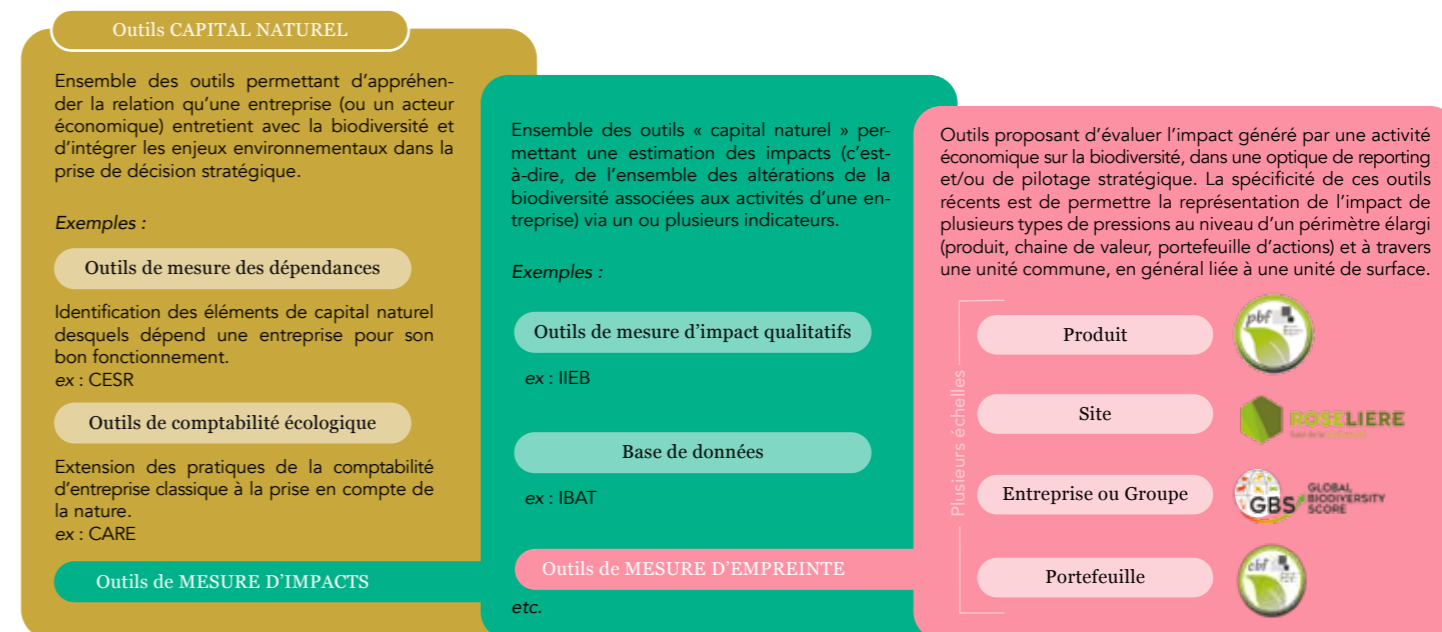 Outils CAPITAL NATUREL
Ensemble des outils permettant d'appréhen-
der la relation qu'une entreprise (ou un acteur
économique) entretient avec la biodiversité et
d'intégrer les enjeux environnementaux dans la
prise de décision stratégique.
Exemples :
Outils de mesure des dépendances
Identification des éléments de capital naturel
desquels dépend une entreprise pour son
bon fonctionnement.
ex : CESR
Outils de comptabilité écologique
Extension des pratiques de la comptabilité
d'entreprise classique à la prise en compte de
la nature.
ex : CARE
Outils de MESURE D'IMPACTS
Ensemble des outils « capital naturel » per-
mettant une estimation des impacts (c'est-
à-dire, de l'ensemble des altérations de la
biodiversité associées aux activités d'une en-
treprise) via un ou plusieurs indicateurs.
Exemples :
Outils de mesure d'impact qualitatifs
ex : IIEB
Base de données
ex : IBAT
Outils de MESURE D'EMPREINTE
etc.
Outils proposant d'évaluer l'impact généré par une activité
économique sur la biodiversité, dans une optique de reporting
et/ou de pilotage stratégique. La spécificité de ces outils
récents est de permettre la représentation de l'impact de
plusieurs types de pressions au niveau d'un périmètre élargi
(produit, chaine de valeur, portefeuille d'actions) et à travers
une unité commune, en général liée à une unité de surface.
Plusieurs échelles
Produit
pbf
Site
ROSELIERE
Entreprise ou Groupe
GBS GLOBAL
BIODIVERSITY
SCORE
Portefeuille
cbf